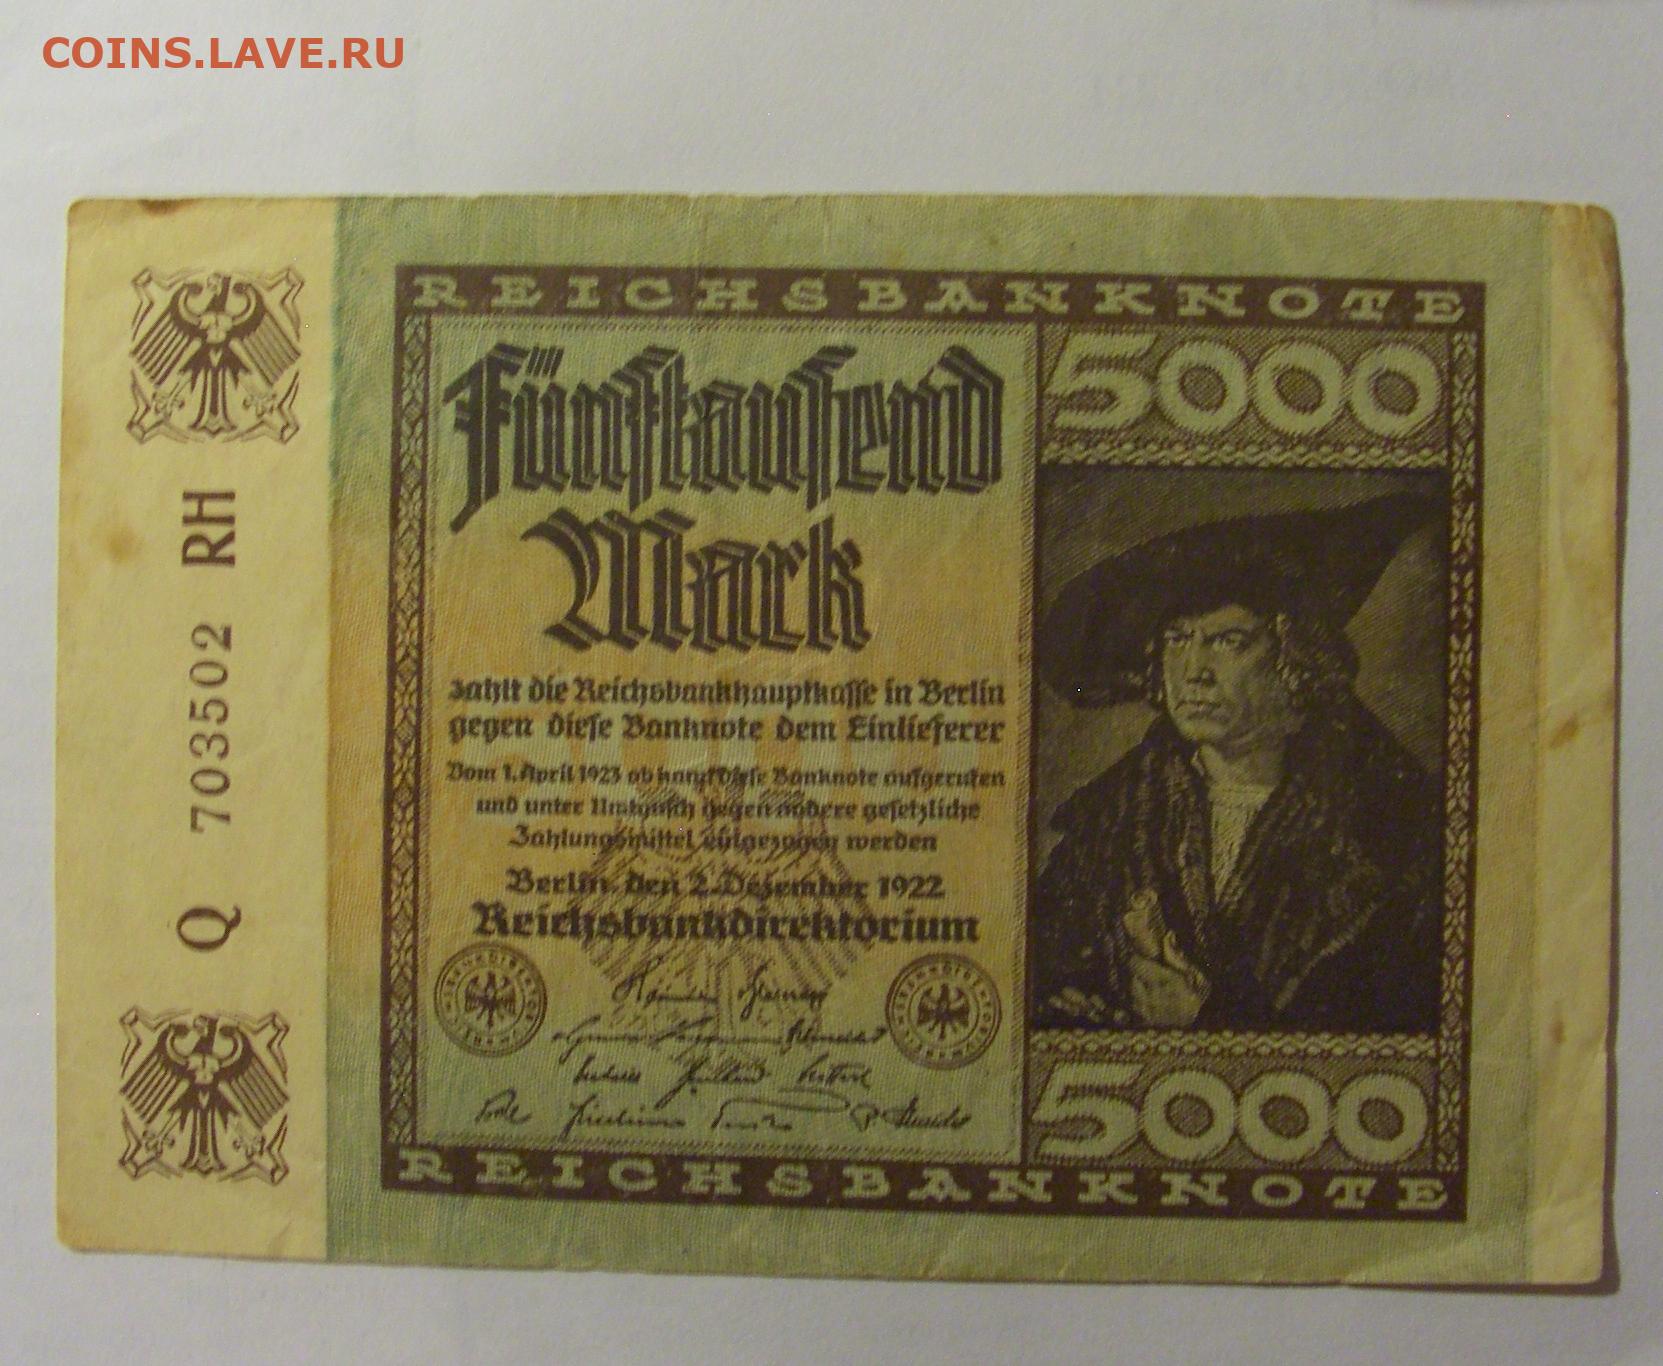 COINS.LAVE.RU
REICHSBANKNOTE
Q 703502 RH
Fünftausend
Mark
5000
zahlt die Reichsbankhauptkasse in Berlin
gegen diese Banknote dem Einlieferer
Vom 1. April 1923 ab kann diese Banknote aufgerufen
und unter Umtausch gegen andere gesetzliche
Zahlungsmittel eingezogen werden
Berlin, den 2. Dezember 1922
Reichsbankdirektorium
5000
REICHSBANKNOTE